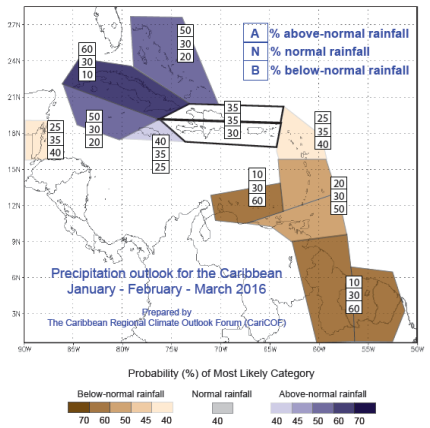 27N
24N
21N
18N
15N
12N
9N
6N
3N
A % above-normal rainfall
N % normal rainfall
B % below-normal rainfall
50
30
20
60
30
10
50
30
20
35
35
30
40
35
25
25
35
40
25
35
40
10
30
60
20
30
50
10
30
60
Precipitation outlook for the Caribbean
January - February - March 2016
Prepared by
The Caribbean Regional Climate Outlook Forum (CariCOF)
90W 85W 80W 75W 70W 65W 60W 55W 50W
Probability (%) of Most Likely Category
Below-normal rainfall Normal rainfall Above-normal rainfall
70 60 50 45 40 40 40 45 50 60 70